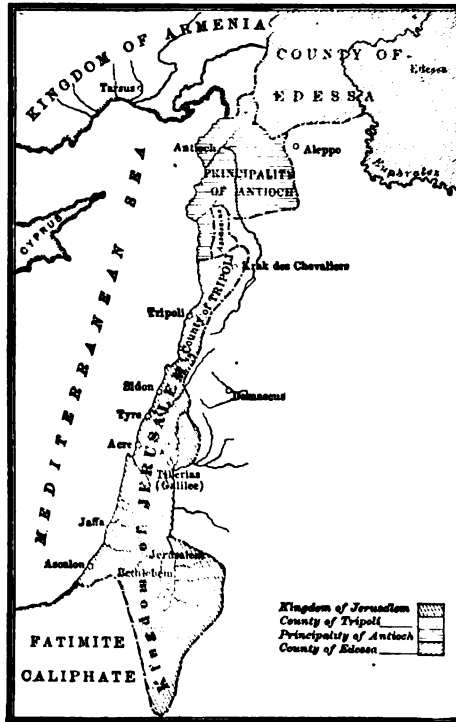 KINGDOM OF ARMENIA
COUNTY OF
EDESSA
Edessa
Tarsus
Antioch
Aleppo
Euphrates
PRINCIPALITY
OF ANTIOCH
CYPRUS
MEDITERRANEAN SEA
Assassins
Krak des Chevaliers
County of TRIPOLI
Tripoli
Sidon
Damascus
Tyre
Acre
Tiberias
(Galilee)
Kingdom of JERUSALEM
Jaffa
Jerusalem
Ascalon
Bethlehem
FATIMITE
CALIPHATE
Kingdom of Jerusalem
County of Tripoli
Principality of Antioch
County of Edessa